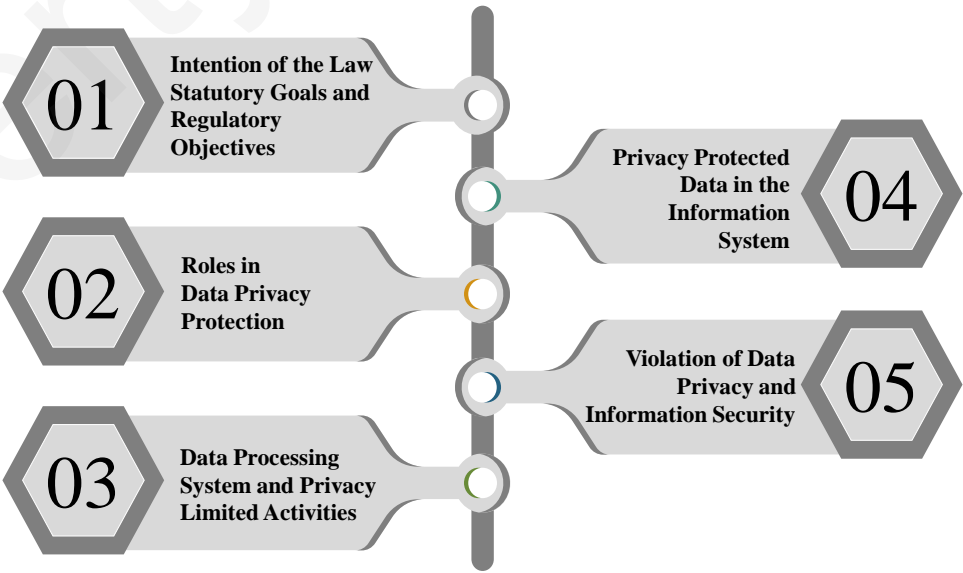 01
Intention of the Law
Statutory Goals and
Regulatory
Objectives
02
Roles in
Data Privacy
Protection
03
Data Processing
System and Privacy
Limited Activities
04
Privacy Protected
Data in the
Information
System
05
Violation of Data
Privacy and
Information Security